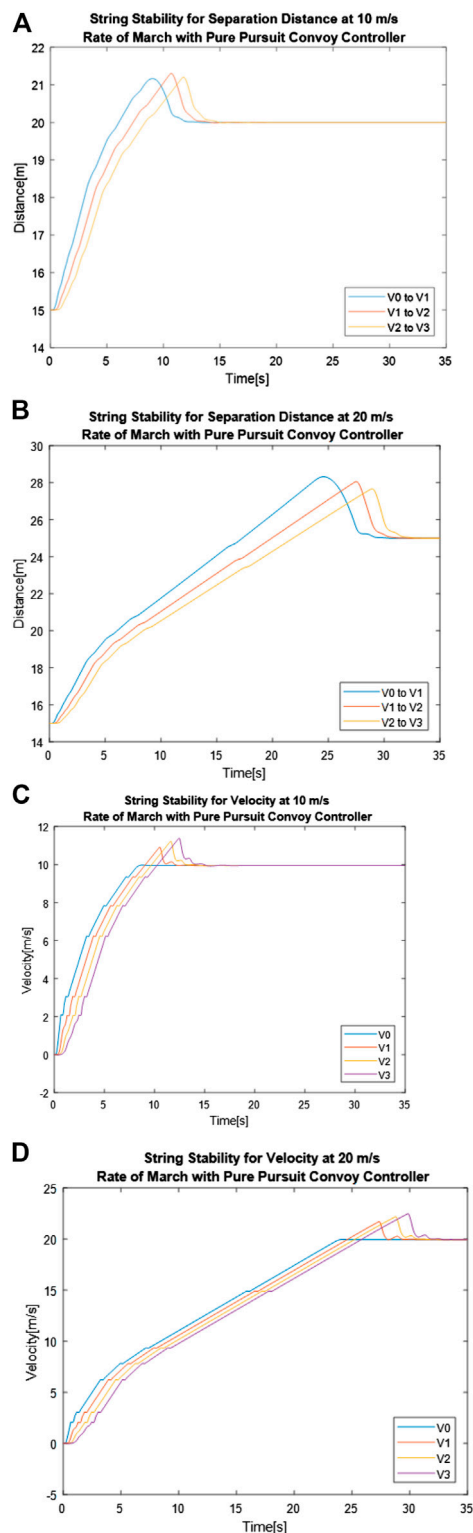 A
String Stability for Separation Distance at 10 m/s
Rate of March with Pure Pursuit Convoy Controller
22
21
20
19
18
17
16
15
14
Distance[m]
0 5 10 15 20 25 30 35
Time[s]
V0 to V1
V1 to V2
V2 to V3
B
String Stability for Separation Distance at 20 m/s
Rate of March with Pure Pursuit Convoy Controller
30
28
26
24
22
20
18
16
14
Distance[m]
0 5 10 15 20 25 30 35
Time[s]
V0 to V1
V1 to V2
V2 to V3
C
String Stability for Velocity at 10 m/s
Rate of March with Pure Pursuit Convoy Controller
12
10
8
6
4
2
0
-2
Velocity[m/s]
0 5 10 15 20 25 30 35
Time[s]
V0
V1
V2
V3
D
String Stability for Velocity at 20 m/s
Rate of March with Pure Pursuit Convoy Controller
25
20
15
10
5
0
-5
Velocity[m/s]
0 5 10 15 20 25 30 35
Time[s]
V0
V1
V2
V3